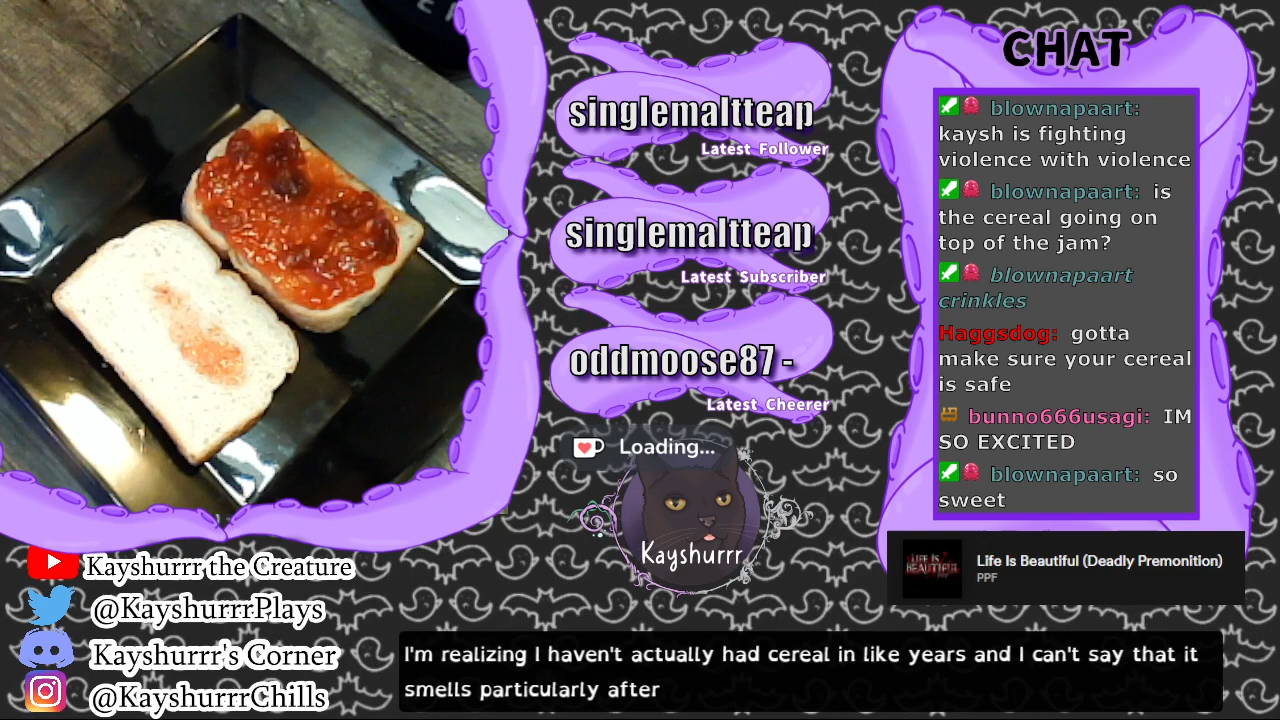 singlemaltteap
Latest Follower
singlemaltteap
Latest Subscriber
oddmoose87 -
Latest Cheerer
Loading...
Kayshurrr
CHAT
blownapaart:
kaysh is fighting
violence with violence
blownapaart: is
the cereal going on
top of the jam?
blownapaart
crinkles
Haggsdog: gotta
make sure your cereal
is safe
bunno666usagi: IM
SO EXCITED
blownapaart: so
sweet
LIFE IS
BEAUTIFUL
Life Is Beautiful (Deadly Premonition)
PPF
Kayshurrr the Creature
@KayshurrrPlays
Kayshurrr's Corner
@KayshurrrChills
I'm realizing I haven't actually had cereal in like years and I can't say that it
smells particularly after